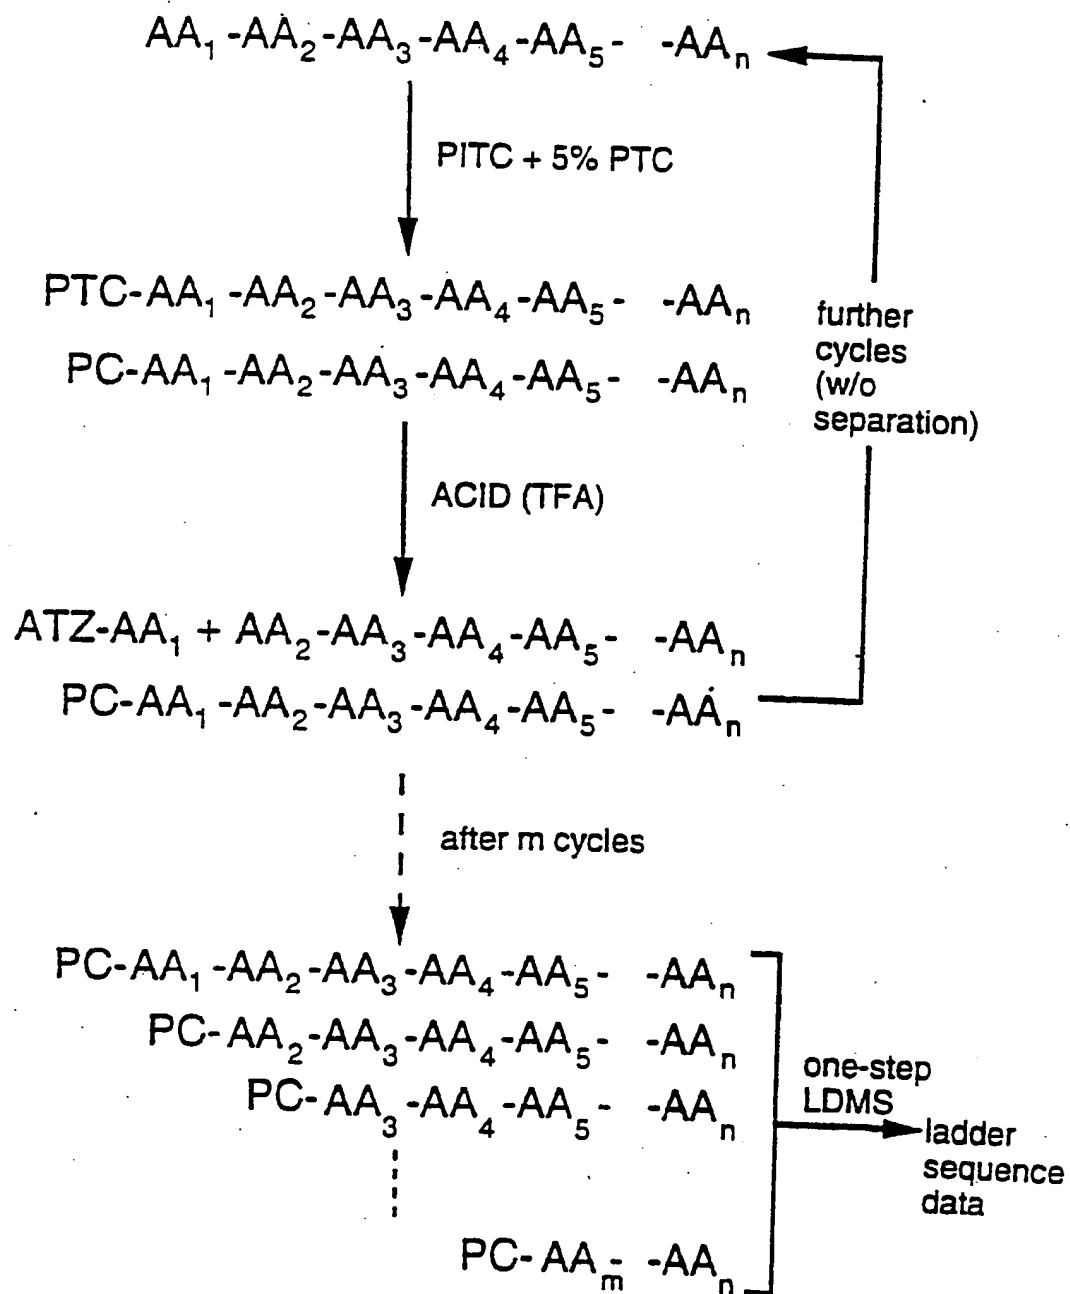 AA₁ -AA₂-AA₃-AA₄-AA₅- -AAₙ
PITC + 5% PTC
PTC-AA₁ -AA₂-AA₃-AA₄-AA₅- -AAₙ
PC-AA₁ -AA₂-AA₃-AA₄-AA₅- -AAₙ
further
cycles
(w/o
separation)
ACID (TFA)
ATZ-AA₁ + AA₂-AA₃-AA₄-AA₅- -AAₙ
PC-AA₁ -AA₂-AA₃-AA₄-AA₅- -AAₙ
after m cycles
PC-AA₁ -AA₂-AA₃-AA₄-AA₅- -AAₙ
PC- AA₂-AA₃-AA₄-AA₅- -AAₙ
PC- AA₃ -AA₄ -AA₅- -AAₙ
PC- AAₘ- -AAₙ
one-step
LDMS
ladder
sequence
data